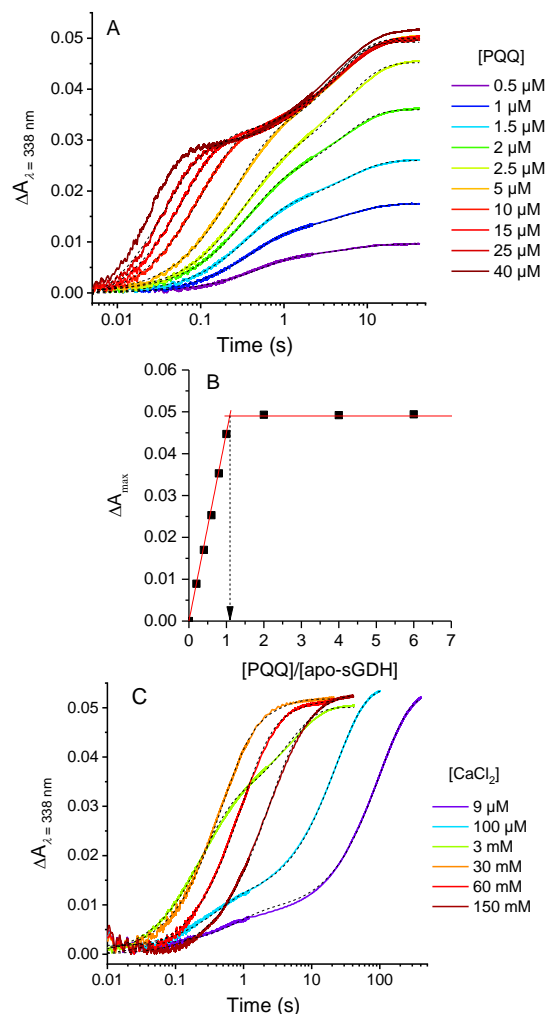 A
0.05
0.04
0.03
0.02
0.01
0.00
ΔA λ = 338 nm
0.01
0.1
1
10
Time (s)
[PQQ]
0.5 µM
1 µM
1.5 µM
2 µM
2.5 µM
5 µM
10 µM
15 µM
25 µM
40 µM
B
0.06
0.05
0.04
0.03
0.02
0.01
0.00
ΔAmax
0
1
2
3
4
5
6
7
[PQQ]/[apo-sGDH]
C
0.05
0.04
0.03
0.02
0.01
0.00
ΔA λ = 338 nm
0.01
0.1
1
10
100
Time (s)
[CaCl₂]
9 µM
100 µM
3 mM
30 mM
60 mM
150 mM